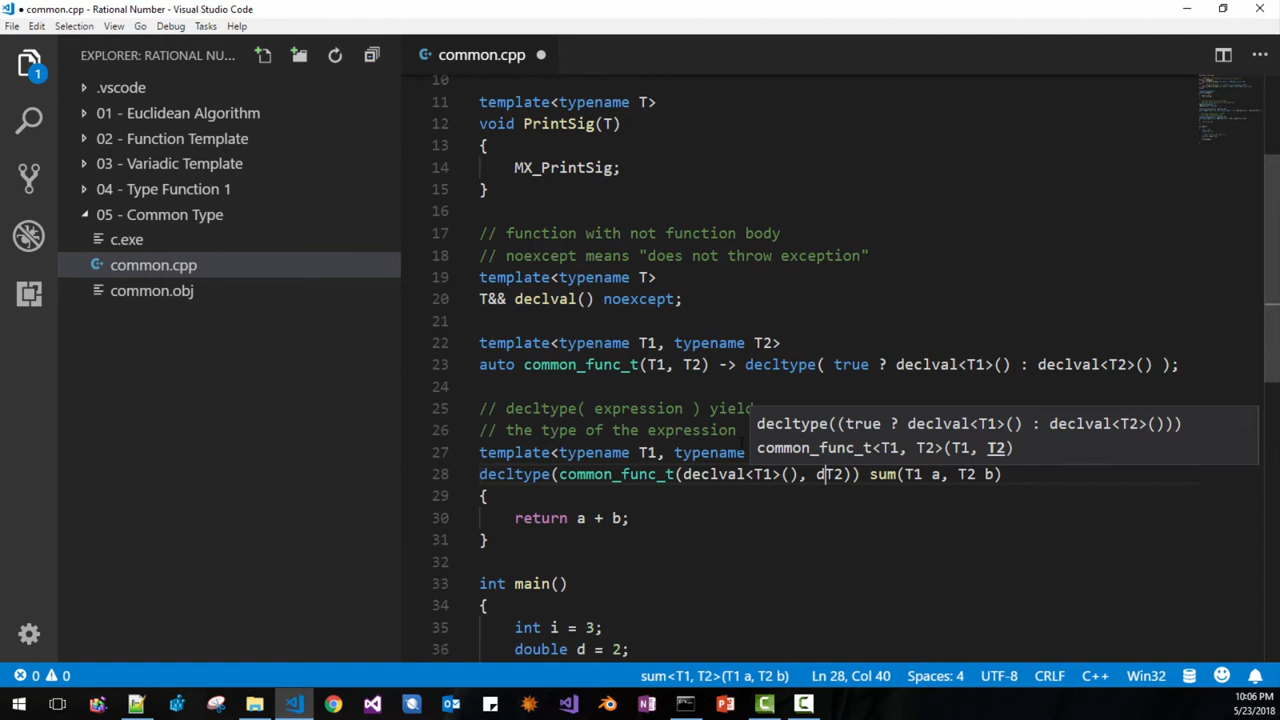 ● common.cpp - Rational Number - Visual Studio Code
File Edit Selection View Go Debug Tasks Help
EXPLORER: RATIONAL NU...
common.cpp ●
1
.vscode
01 - Euclidean Algorithm
02 - Function Template
03 - Variadic Template
04 - Type Function 1
05 - Common Type
c.exe
common.cpp
common.obj
10
11 template<typename T>
12 void PrintSig(T)
13 {
14 MX_PrintSig;
15 }
16
17 // function with not function body
18 // noexcept means "does not throw exception"
19 template<typename T>
20 T&& declval() noexcept;
21
22 template<typename T1, typename T2>
23 auto common_func_t(T1, T2) -> decltype( true ? declval<T1>() : declval<T2>() );
24
25 // decltype( expression ) yield
26 // the type of the expression
decltype((true ? declval<T1>() : declval<T2>()))
common_func_t<T1, T2>(T1, T2)
27 template<typename T1, typename
28 decltype(common_func_t(declval<T1>(), dT2)) sum(T1 a, T2 b)
29 {
30 return a + b;
31 }
32
33 int main()
34 {
35 int i = 3;
36 double d = 2;
0 0 sum<T1, T2>(T1 a, T2 b) Ln 28, Col 40 Spaces: 4 UTF-8 CRLF C++ Win32
10:06 PM
5/23/2018